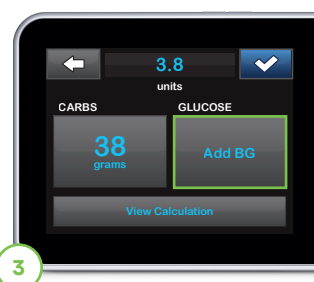 3.8
units
CARBS GLUCOSE
38 Add BG
grams
View Calculation
3